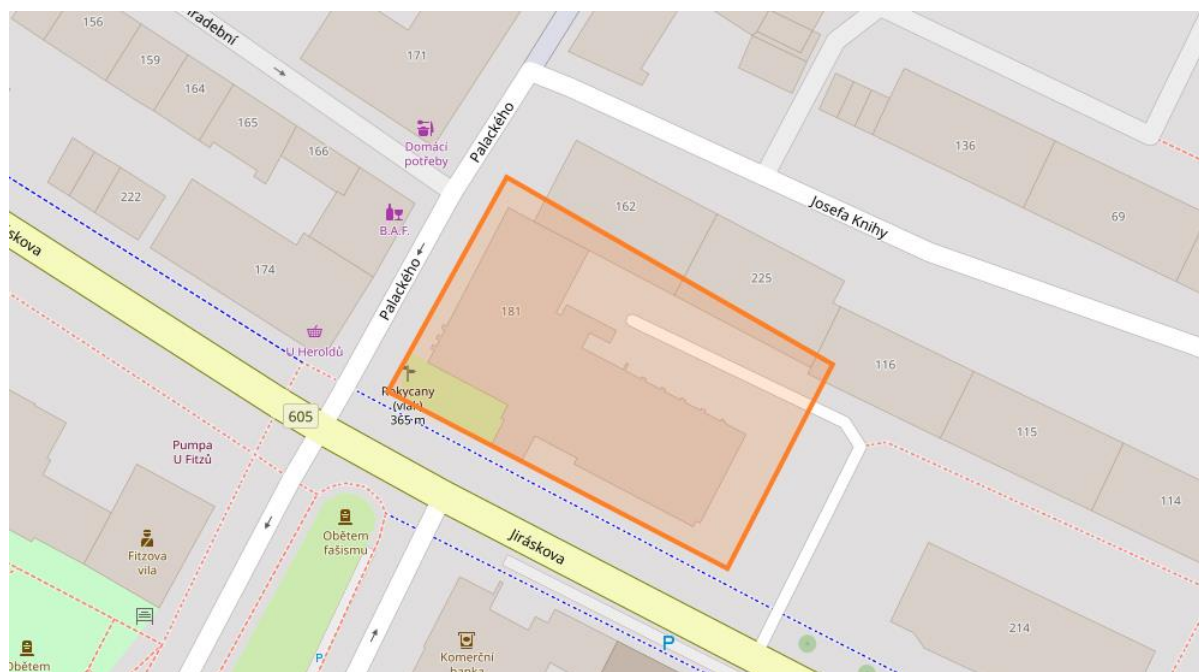 156
159
164
165
166
radební
171
Domácí
potřeby
Palackého
136
69
Josefa Knihy
162
225
222
B.A.F.
174
Palackého
181
skova
U Heroldů
Rokycany
(vlak)
365 m
116
115
114
605
Pumpa
U Fitzů
Obětem
fašismu
Jiráskova
Fitzova
vila
214
P
P
Komerční
banka
Obětem